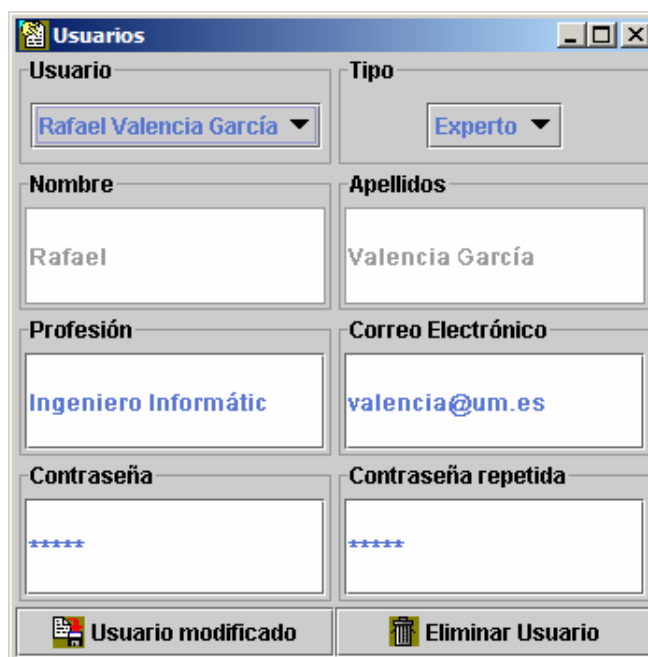 Usuarios
Usuario Tipo
Rafael Valencia García Experto
Nombre Apellidos
Rafael Valencia García
Profesión Correo Electrónico
Ingeniero Informátic valencia@um.es
Contraseña Contraseña repetida
***** *****
Usuario modificado Eliminar Usuario